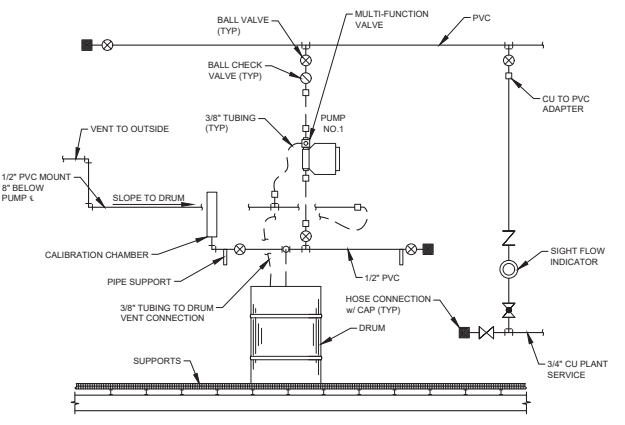 BALL VALVE
(TYP)
MULTI-FUNCTION
VALVE
PVC
BALL CHECK
VALVE (TYP)
CU TO PVC
ADAPTER
3/8" TUBING
(TYP)
PUMP
NO.1
VENT TO OUTSIDE
1/2" PVC MOUNT
8" BELOW
PUMP ℄
SLOPE TO DRUM
CALIBRATION CHAMBER
SIGHT FLOW
INDICATOR
PIPE SUPPORT
1/2" PVC
3/8" TUBING TO DRUM
VENT CONNECTION
HOSE CONNECTION
w/ CAP (TYP)
DRUM
SUPPORTS
3/4" CU PLANT
SERVICE